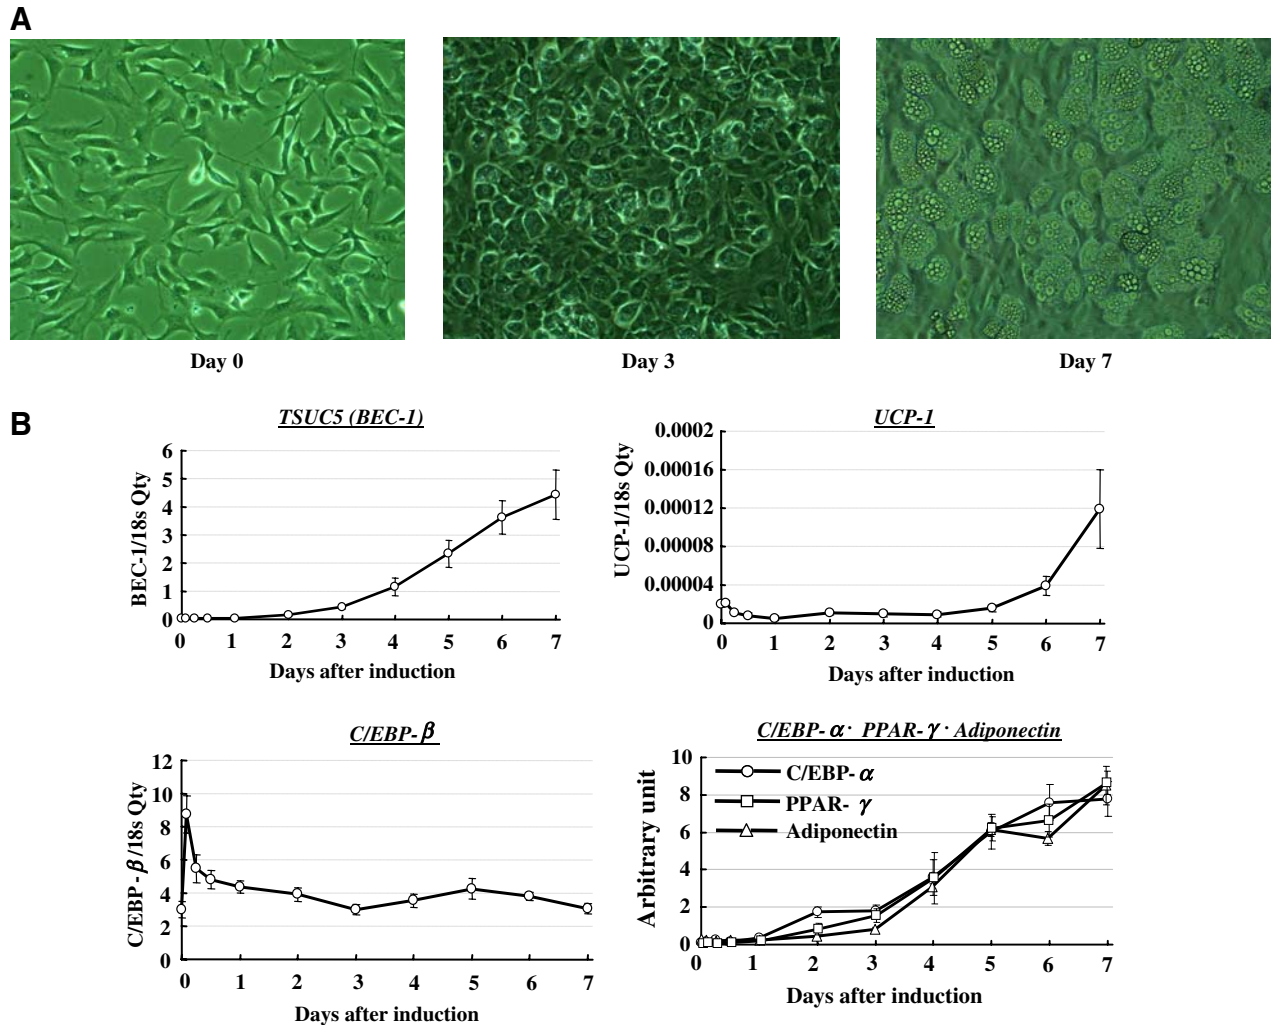 A
Day 0
Day 3
Day 7
B
TSUC5 (BEC-1)
BEC-1/18s Qty
6
5
4
3
2
1
0
0 1 2 3 4 5 6 7
Days after induction
UCP-1
UCP-1/18s Qty
0.0002
0.00016
0.00012
0.00008
0.00004
0
0 1 2 3 4 5 6 7
Days after induction
C/EBP-β
C/EBP-β/18s Qty
12
10
8
6
4
2
0
0 1 2 3 4 5 6 7
Days after induction
C/EBP-α· PPAR-γ· Adiponectin
Arbitrary unit
10
8
6
4
2
0
C/EBP-α
PPAR- γ
Adiponectin
0 1 2 3 4 5 6 7
Days after induction